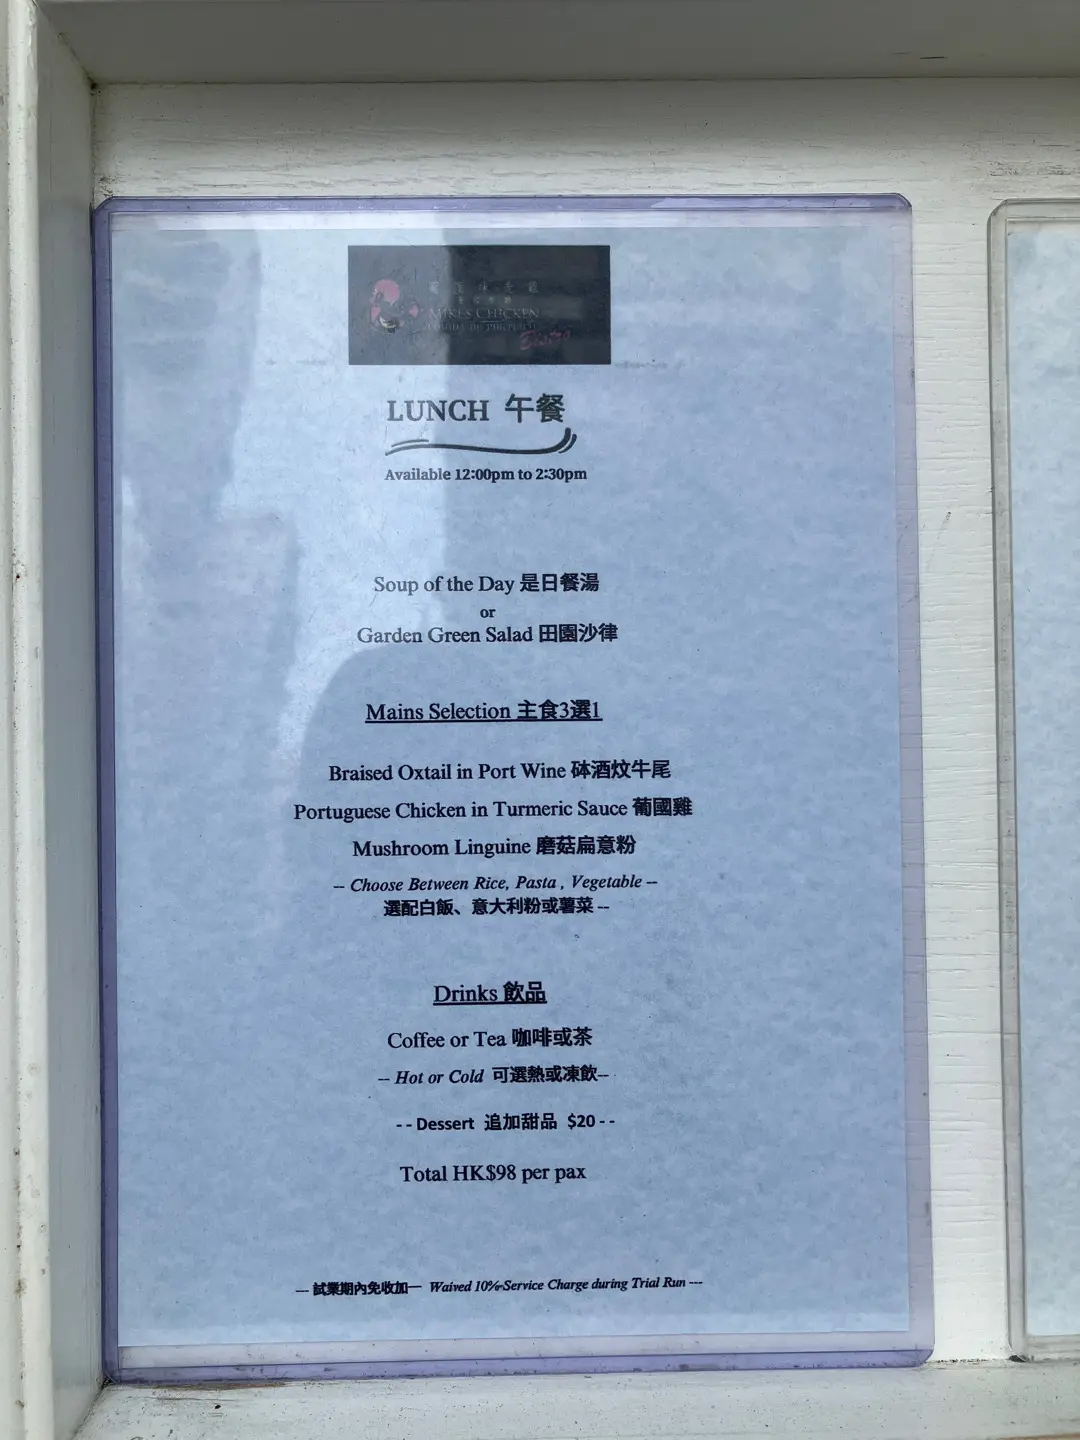 MIKES CHICKEN
Bistro
LUNCH 午餐
Available 12:00pm to 2:30pm
Soup of the Day 是日餐湯
or
Garden Green Salad 田園沙律
Mains Selection 主食3選1
Braised Oxtail in Port Wine 砵酒炆牛尾
Portuguese Chicken in Turmeric Sauce 葡國雞
Mushroom Linguine 磨菇扁意粉
-- Choose Between Rice, Pasta , Vegetable --
選配白飯、意大利粉或薯菜 --
Drinks 飲品
Coffee or Tea 咖啡或茶
-- Hot or Cold 可選熱或凍飲--
- - Dessert 追加甜品 $20 - -
Total HK$98 per pax
--- 試業期內免收加一 Waived 10% Service Charge during Trial Run ---